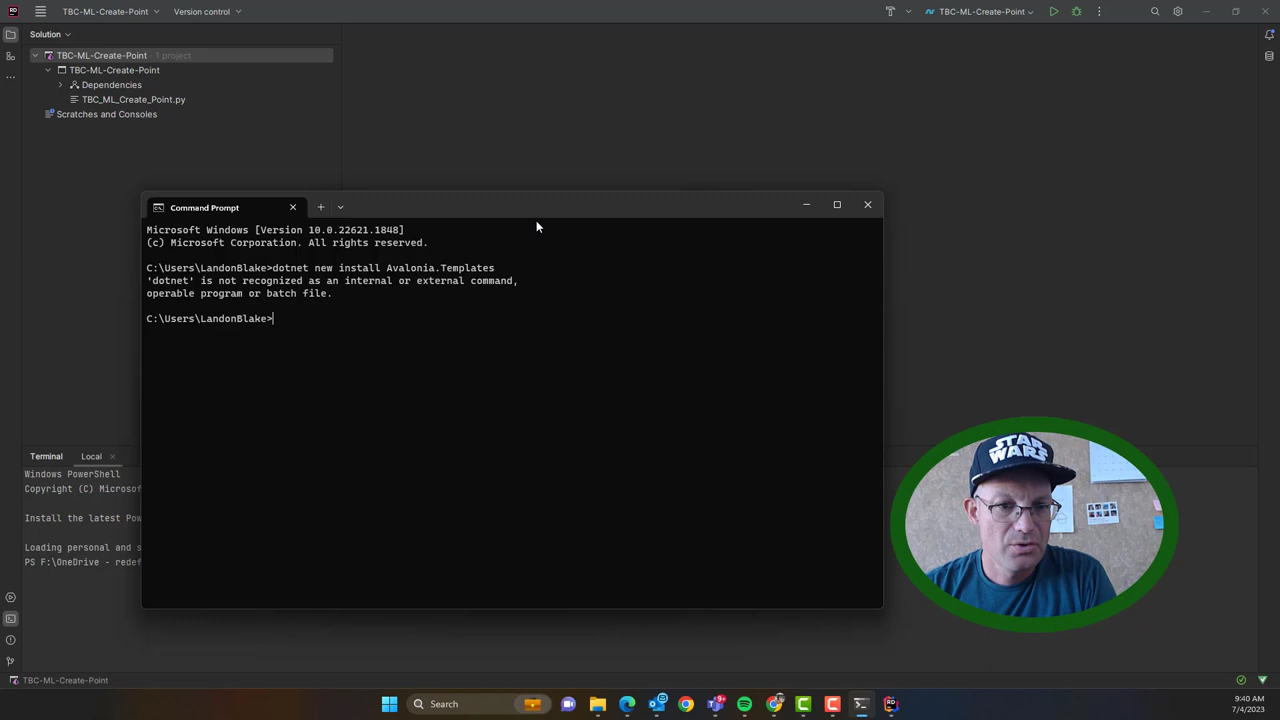 TBC-ML-Create-Point
Version control
TBC-ML-Create-Point
Solution
TBC-ML-Create-Point 1 project
TBC-ML-Create-Point
Dependencies
TBC_ML_Create_Point.py
Scratches and Consoles
Command Prompt
Microsoft Windows [Version 10.0.22621.1848]
(c) Microsoft Corporation. All rights reserved.
C:\Users\LandonBlake>dotnet new install Avalonia.Templates
'dotnet' is not recognized as an internal or external command,
operable program or batch file.
C:\Users\LandonBlake>
Terminal
Local
Windows PowerShell
Copyright (C) Microsof
Install the latest Pow
Loading personal and s
PS F:\OneDrive - redef
STAR
WARS
TBC-ML-Create-Point
Search
9+
RD
9:40 AM
7/4/2023